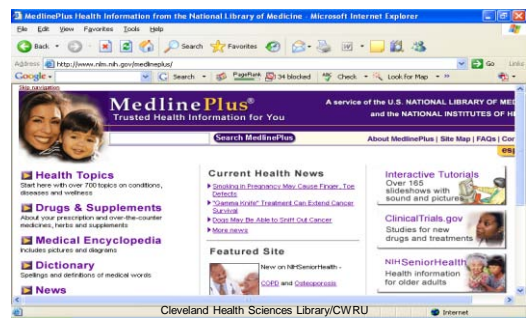 MedlinePlus Health Information from the National Library of Medicine - Microsoft Internet Explorer
File Edit View Favorites Tools Help
Back Search Favorites
Address http://www.nlm.nih.gov/medlineplus/ Go Links
Google Search PageRank 34 blocked Check Look for Map
Skip navigation
MedlinePlus®
Trusted Health Information for You
A service of the U.S. NATIONAL LIBRARY OF MED
and the NATIONAL INSTITUTES OF H
Search MedlinePlus
About MedlinePlus | Site Map | FAQs | Con
esp
Health Topics
Start here with over 700 topics on conditions,
diseases and wellness
Drugs & Supplements
About your prescription and over-the-counter
medicines, herbs and supplements
Medical Encyclopedia
Includes pictures and diagrams
Dictionary
Spellings and definitions of medical words
News
Current Health News
Smoking in Pregnancy May Cause Finger, Toe
Defects
"Gamma Knife" Treatment Can Extend Cancer
Survival
Dogs May Be Able to Sniff Out Cancer
More news
Featured Site
New on NIHSeniorHealth -
COPD and Osteoporosis
Interactive Tutorials
Over 165
slideshows with
sound and pictures
ClinicalTrials.gov
Studies for new
drugs and treatments
NIHSeniorHealth
Health information
for older adults
Cleveland Health Sciences Library/CWRU
Internet